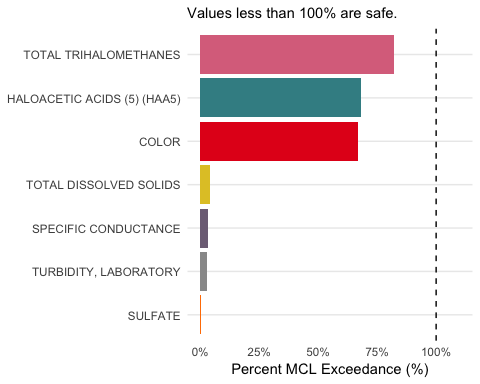 Values less than 100% are safe.
TOTAL TRIHALOMETHANES
HALOACETIC ACIDS (5) (HAA5)
COLOR
TOTAL DISSOLVED SOLIDS
SPECIFIC CONDUCTANCE
TURBIDITY, LABORATORY
SULFATE
0% 25% 50% 75% 100%
Percent MCL Exceedance (%)